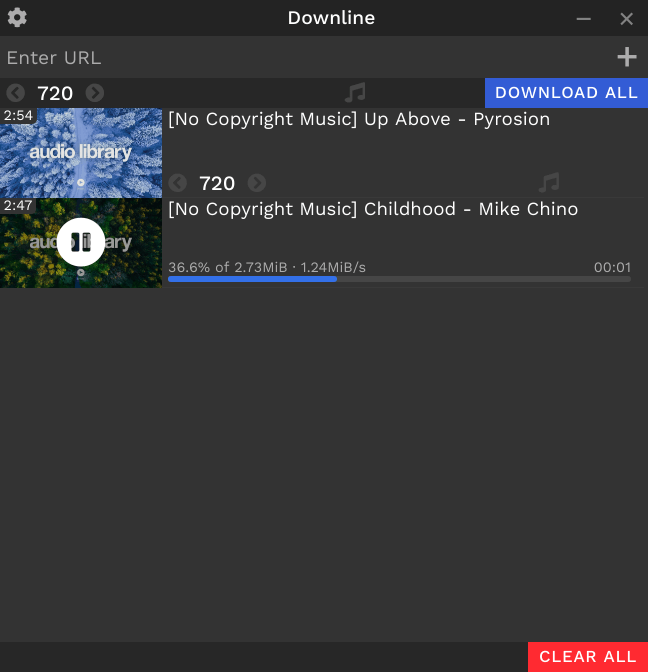 Downline
Enter URL
720
DOWNLOAD ALL
2:54
audio library
[No Copyright Music] Up Above - Pyrosion
720
2:47
audio library
[No Copyright Music] Childhood - Mike Chino
36.6% of 2.73MiB · 1.24MiB/s
00:01
CLEAR ALL